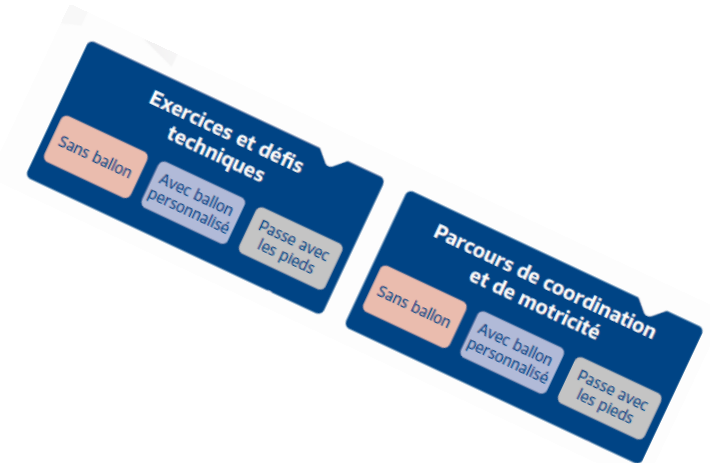 Exercices et défis
techniques
Sans ballon
Avec ballon
personnalisé
Passe avec
les pieds
Parcours de coordination
et de motricité
Sans ballon
Avec ballon
personnalisé
Passe avec
les pieds